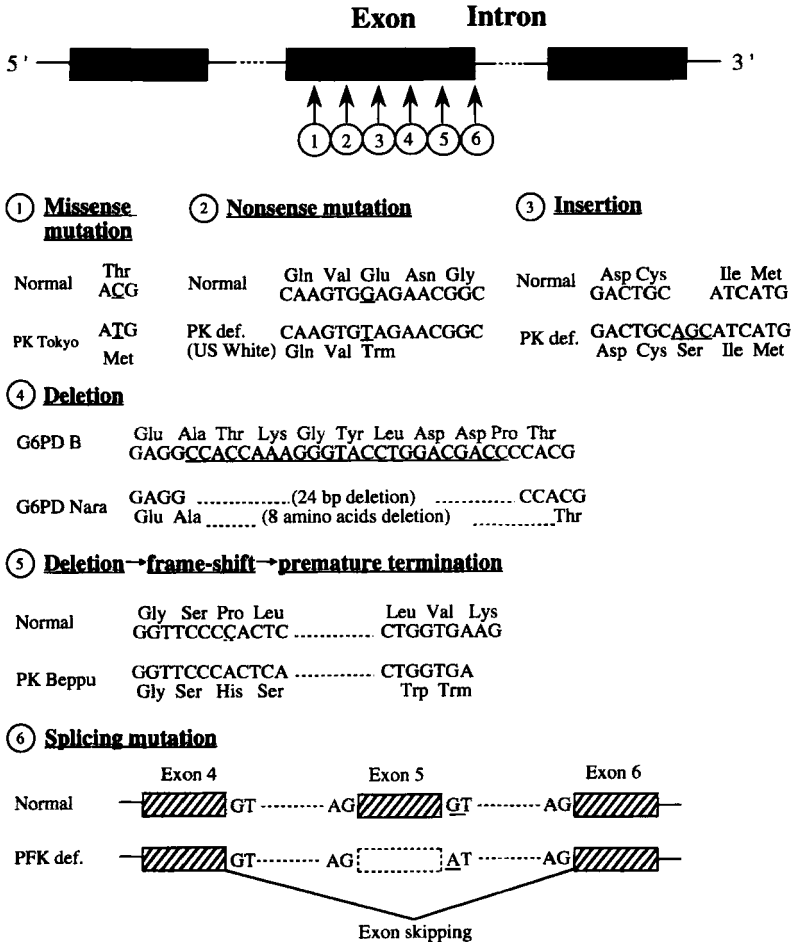 Exon Intron
5' 3'
1 2 3 4 5 6
1 Missense mutation
Normal Thr
ACG
PK Tokyo ATG
Met
2 Nonsense mutation
Normal Gln Val Glu Asn Gly
CAAGTGGAGAACGGC
PK def. CAAGTGTAGAACGGC
(US White) Gln Val Trm
3 Insertion
Normal Asp Cys Ile Met
GACTGC ATCATG
PK def. GACTGCAGCATCATG
Asp Cys Ser Ile Met
4 Deletion
G6PD B Glu Ala Thr Lys Gly Tyr Leu Asp Asp Pro Thr
GAGGCCACCAAAGGGTACCTGGACGACCCCACG
G6PD Nara GAGG (24 bp deletion) CCACG
Glu Ala (8 amino acids deletion) Thr
5 Deletion→frame-shift→premature termination
Normal Gly Ser Pro Leu Leu Val Lys
GGTTCCCCACTC CTGGTGAAG
PK Beppu GGTTCCCACTCA CTGGTGA
Gly Ser His Ser Trp Trm
6 Splicing mutation
Exon 4 Exon 5 Exon 6
Normal GT AG GT AG
PFK def. GT AG AT AG
Exon skipping